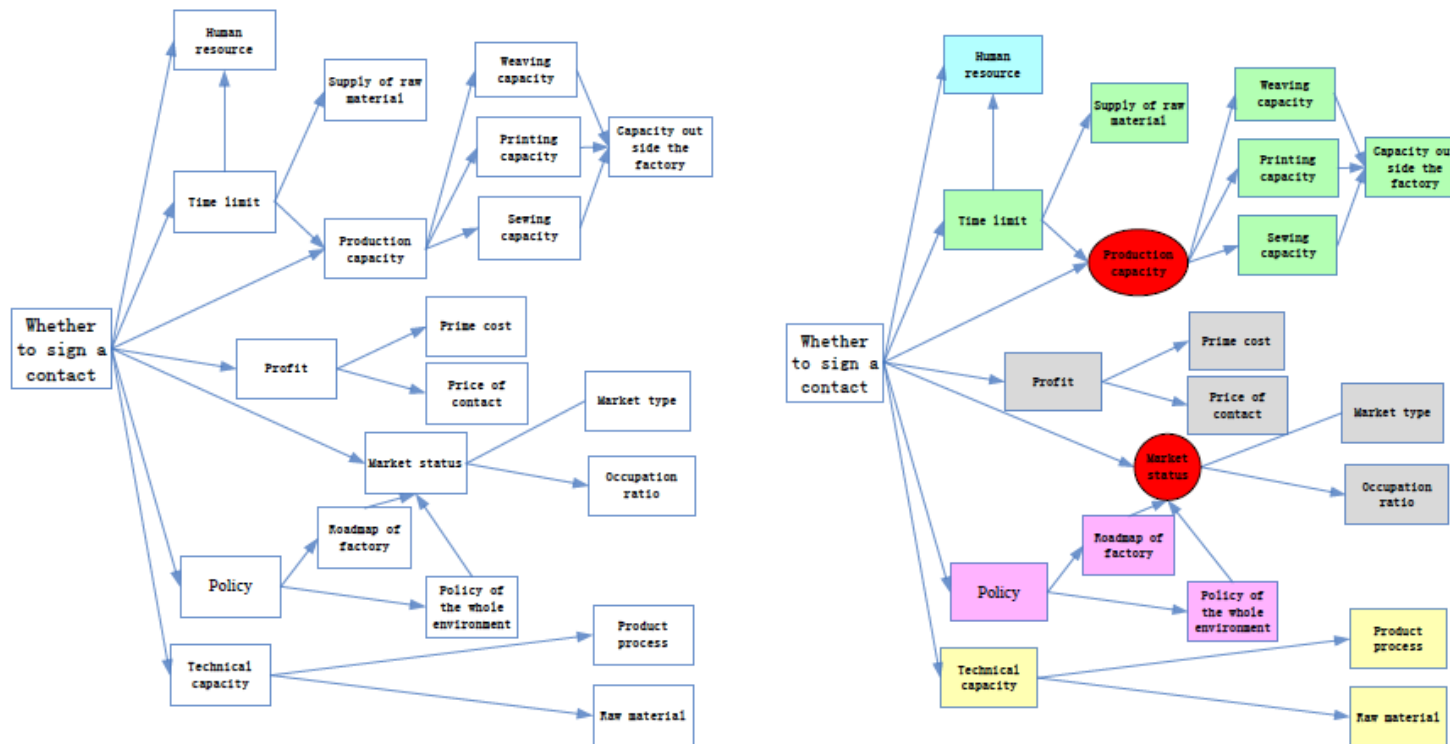 Human
resource
Supply of raw
material
Weaving
capacity
Printing
capacity
Capacity out
side the
factory
Time limit
Sewing
capacity
Production
capacity
Whether
to sign a
contact
Prime cost
Profit
Price of
contact
Market type
Market status
Occupation
ratio
Roadmap of
factory
Policy
Policy of
the whole
environment
Product
process
Technical
capacity
Raw material
Human
resource
Supply of raw
material
Weaving
capacity
Printing
capacity
Capacity out
side the
factory
Time limit
Sewing
capacity
Production
capacity
Whether
to sign a
contact
Prime cost
Profit
Price of
contact
Market type
Market
status
Occupation
ratio
Roadmap of
factory
Policy
Policy of
the whole
environment
Product
process
Technical
capacity
Raw material